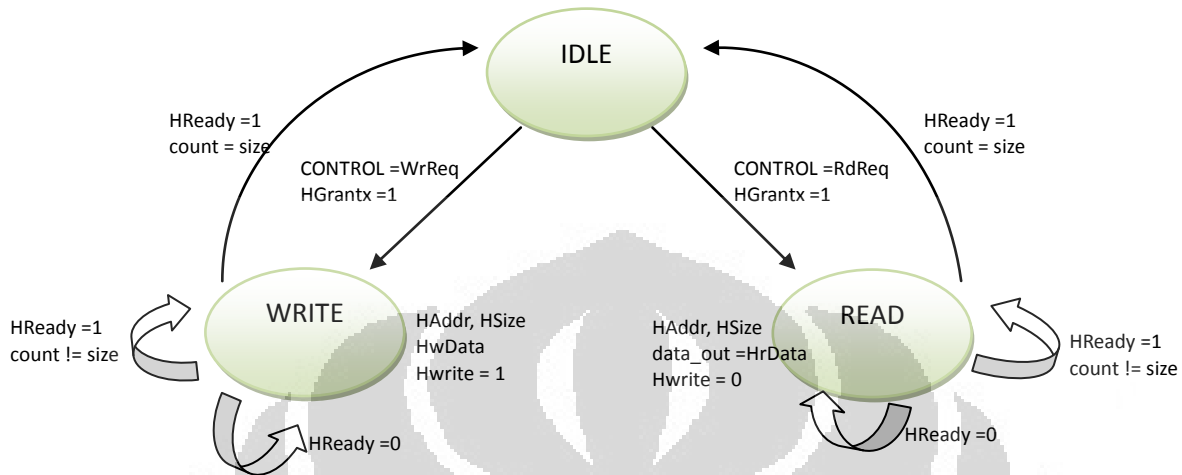 IDLE
HReady =1
count = size
CONTROL =WrReq
HGrantx =1
CONTROL =RdReq
HGrantx =1
HReady =1
count = size
WRITE
HReady =1
count != size
HAddr, HSize
HwData
Hwrite = 1
HReady =0
READ
HAddr, HSize
data_out =HrData
Hwrite = 0
HReady =1
count != size
HReady =0